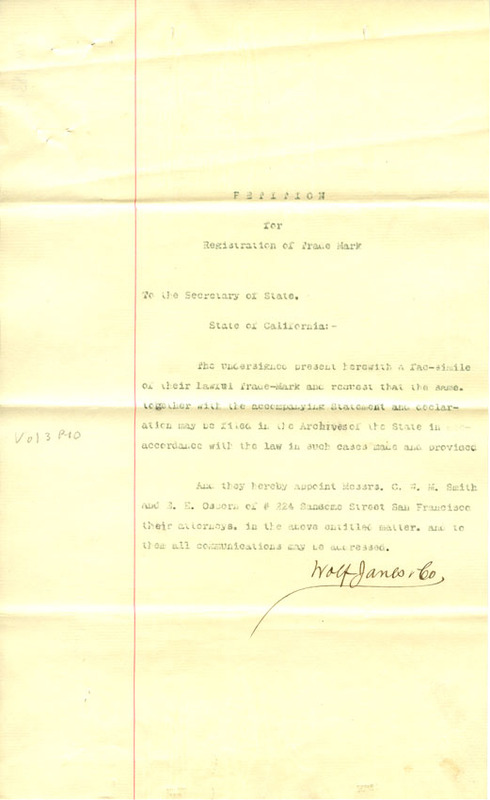 PETITION
for
Registration of Trade Mark
To the Secretary of State,
State of California:-
The undersigned present herewith a fac-simile
of their lawful Trade-Mark and request that the same,
together with the accompanying Statement and declar-
ation may be filed in the Archives of the State in
accordance with the law in such cases made and provided
Vol 3 P40
And they hereby appoint Messrs. C. W. M. Smith
and E. E. Osborn of # 224 Sansome Street San Francisco
their attorneys, in the above entitled matter, and to
them all communications may be addressed.
Wolf Janes & Co,